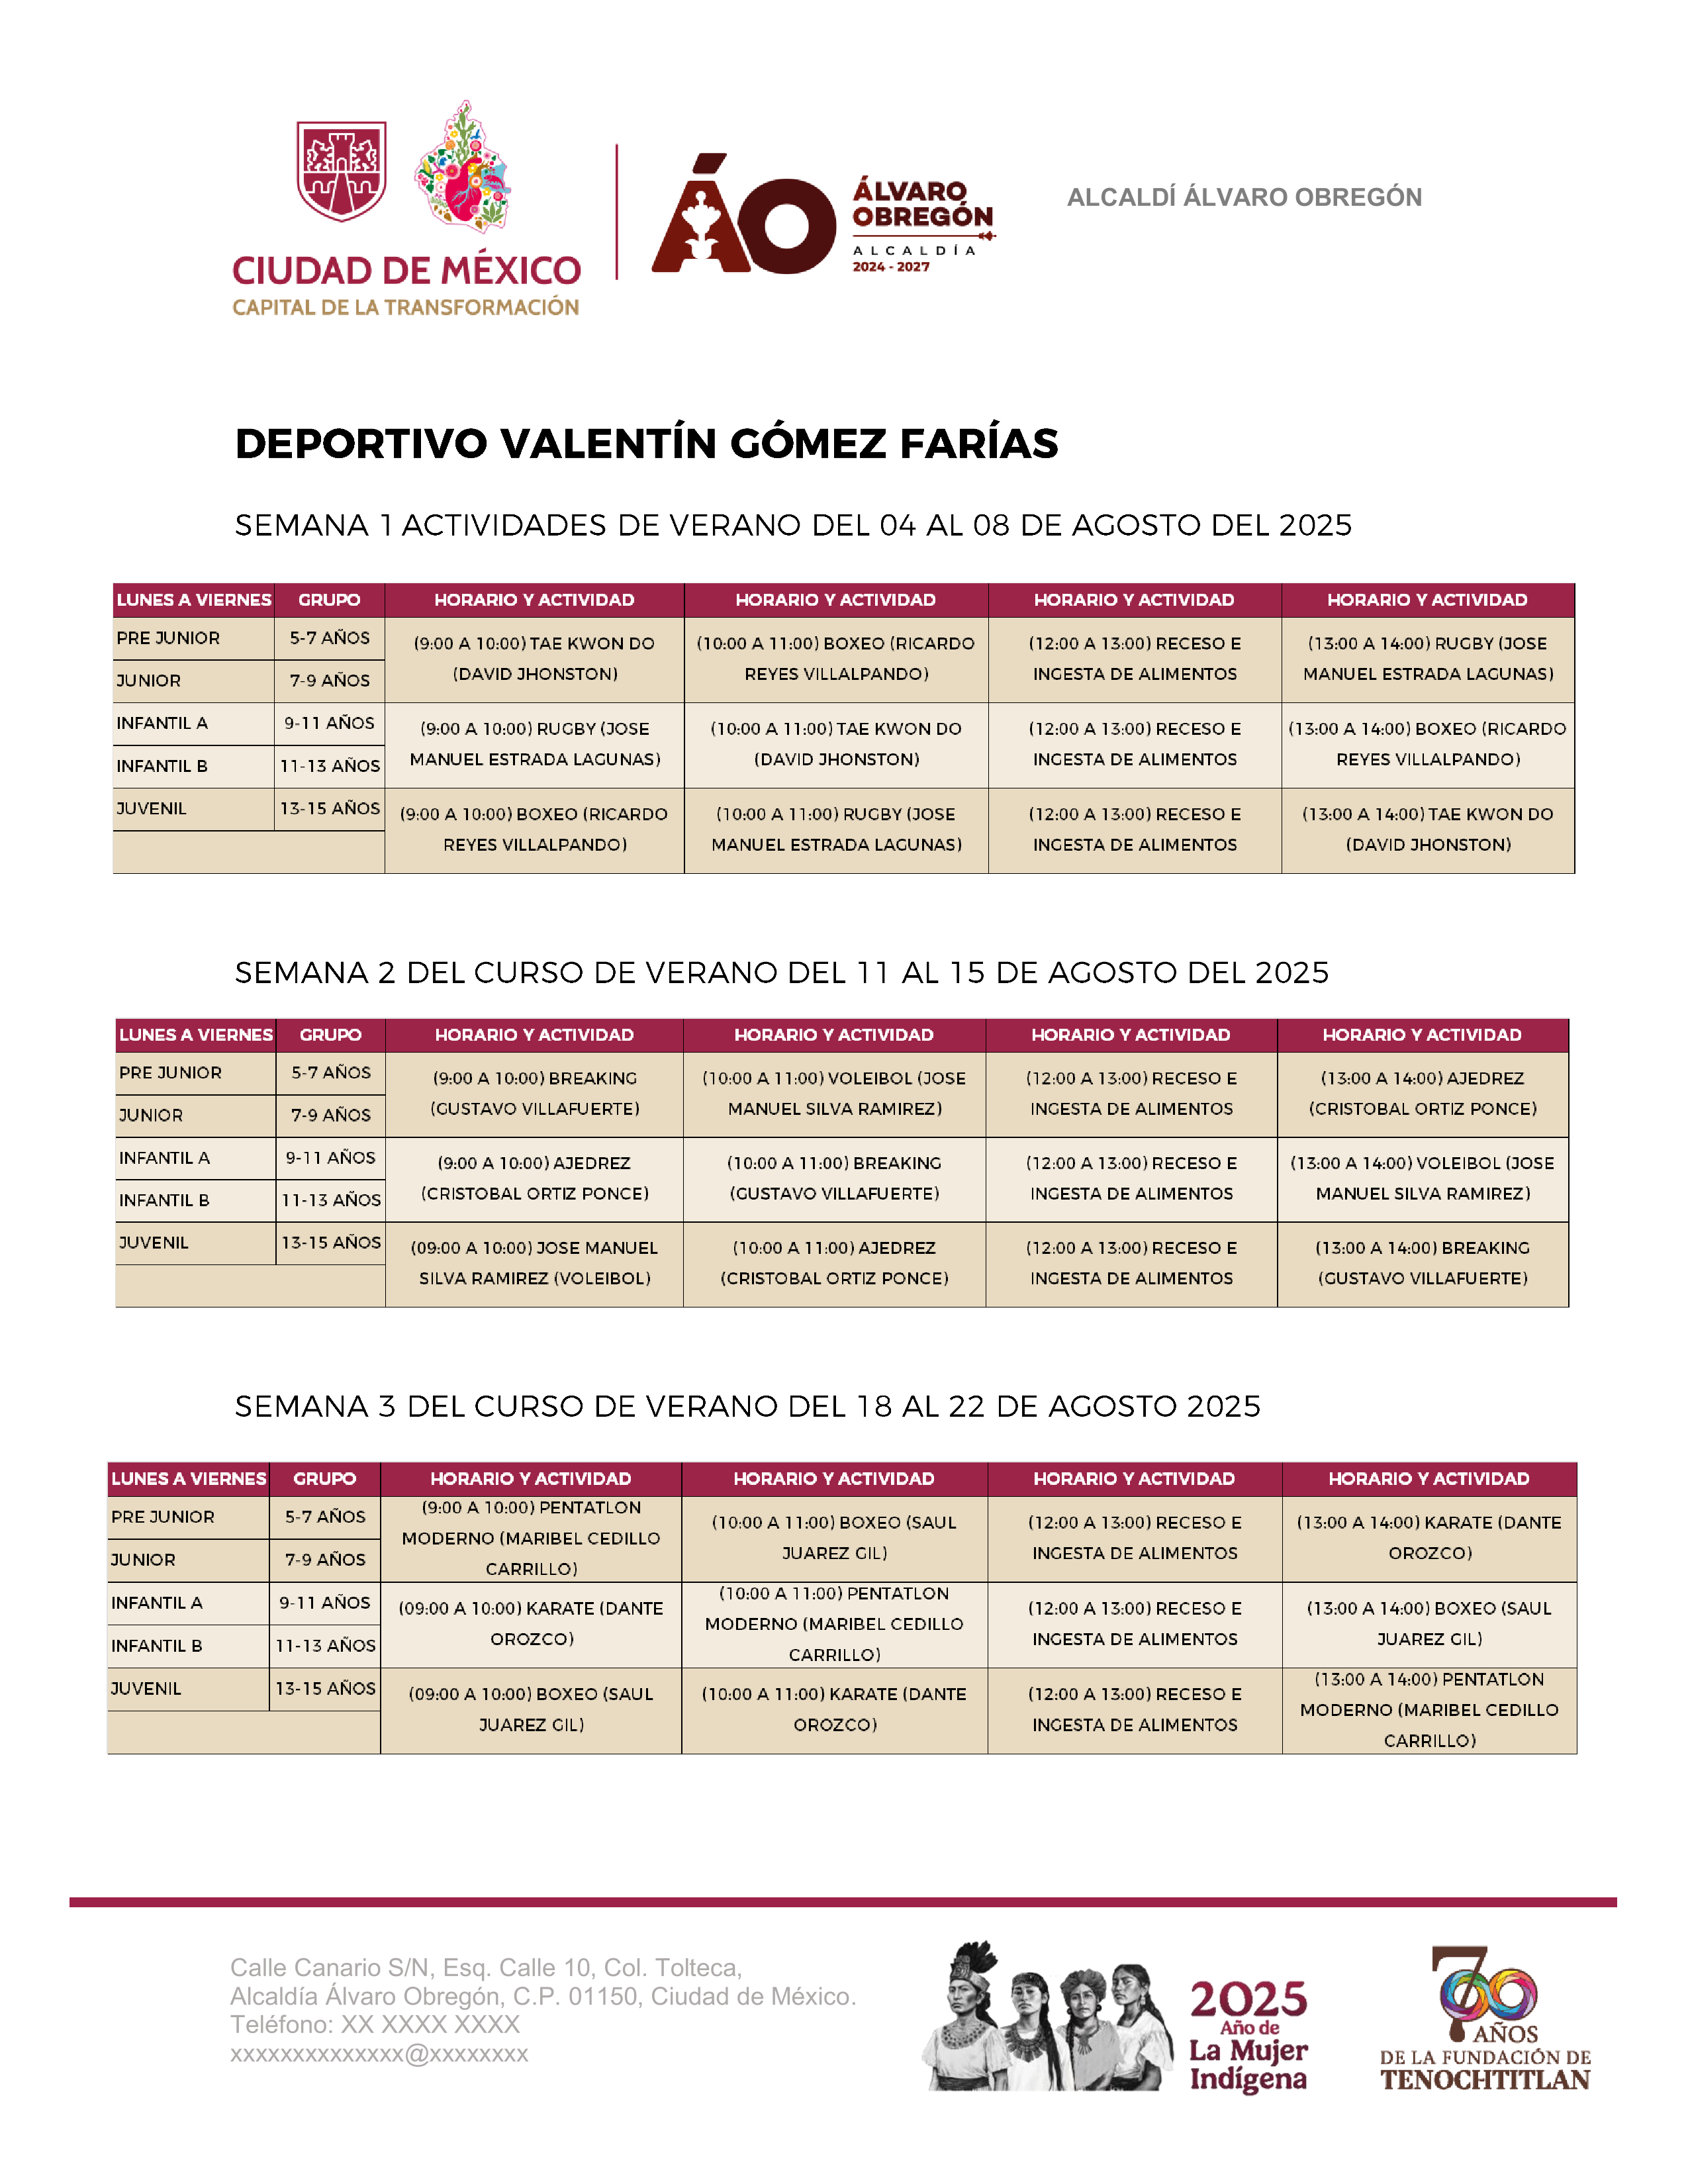 CIUDAD DE MÉXICO
CAPITAL DE LA TRANSFORMACIÓN
ÁO
ÁLVARO
OBREGÓN
ALCALDÍA
2024 - 2027
ALCALDÍ ÁLVARO OBREGÓN
DEPORTIVO VALENTÍN GÓMEZ FARÍAS
SEMANA 1 ACTIVIDADES DE VERANO DEL 04 AL 08 DE AGOSTO DEL 2025
LUNES A VIERNES GRUPO HORARIO Y ACTIVIDAD HORARIO Y ACTIVIDAD HORARIO Y ACTIVIDAD HORARIO Y ACTIVIDAD
PRE JUNIOR 5-7 AÑOS
JUNIOR 7-9 AÑOS
(9:00 A 10:00) TAE KWON DO
(DAVID JHONSTON)
(10:00 A 11:00) BOXEO (RICARDO
REYES VILLALPANDO)
(12:00 A 13:00) RECESO E
INGESTA DE ALIMENTOS
(13:00 A 14:00) RUGBY (JOSE
MANUEL ESTRADA LAGUNAS)
INFANTIL A 9-11 AÑOS
INFANTIL B 11-13 AÑOS
(9:00 A 10:00) RUGBY (JOSE
MANUEL ESTRADA LAGUNAS)
(10:00 A 11:00) TAE KWON DO
(DAVID JHONSTON)
(12:00 A 13:00) RECESO E
INGESTA DE ALIMENTOS
(13:00 A 14:00) BOXEO (RICARDO
REYES VILLALPANDO)
JUVENIL 13-15 AÑOS
(9:00 A 10:00) BOXEO (RICARDO
REYES VILLALPANDO)
(10:00 A 11:00) RUGBY (JOSE
MANUEL ESTRADA LAGUNAS)
(12:00 A 13:00) RECESO E
INGESTA DE ALIMENTOS
(13:00 A 14:00) TAE KWON DO
(DAVID JHONSTON)
SEMANA 2 DEL CURSO DE VERANO DEL 11 AL 15 DE AGOSTO DEL 2025
LUNES A VIERNES GRUPO HORARIO Y ACTIVIDAD HORARIO Y ACTIVIDAD HORARIO Y ACTIVIDAD HORARIO Y ACTIVIDAD
PRE JUNIOR 5-7 AÑOS
JUNIOR 7-9 AÑOS
(9:00 A 10:00) BREAKING
(GUSTAVO VILLAFUERTE)
(10:00 A 11:00) VOLEIBOL (JOSE
MANUEL SILVA RAMIREZ)
(12:00 A 13:00) RECESO E
INGESTA DE ALIMENTOS
(13:00 A 14:00) AJEDREZ
(CRISTOBAL ORTIZ PONCE)
INFANTIL A 9-11 AÑOS
INFANTIL B 11-13 AÑOS
(9:00 A 10:00) AJEDREZ
(CRISTOBAL ORTIZ PONCE)
(10:00 A 11:00) BREAKING
(GUSTAVO VILLAFUERTE)
(12:00 A 13:00) RECESO E
INGESTA DE ALIMENTOS
(13:00 A 14:00) VOLEIBOL (JOSE
MANUEL SILVA RAMIREZ)
JUVENIL 13-15 AÑOS
(09:00 A 10:00) JOSE MANUEL
SILVA RAMIREZ (VOLEIBOL)
(10:00 A 11:00) AJEDREZ
(CRISTOBAL ORTIZ PONCE)
(12:00 A 13:00) RECESO E
INGESTA DE ALIMENTOS
(13:00 A 14:00) BREAKING
(GUSTAVO VILLAFUERTE)
SEMANA 3 DEL CURSO DE VERANO DEL 18 AL 22 DE AGOSTO 2025
LUNES A VIERNES GRUPO HORARIO Y ACTIVIDAD HORARIO Y ACTIVIDAD HORARIO Y ACTIVIDAD HORARIO Y ACTIVIDAD
PRE JUNIOR 5-7 AÑOS
JUNIOR 7-9 AÑOS
(9:00 A 10:00) PENTATLON
MODERNO (MARIBEL CEDILLO
CARRILLO)
(10:00 A 11:00) BOXEO (SAUL
JUAREZ GIL)
(12:00 A 13:00) RECESO E
INGESTA DE ALIMENTOS
(13:00 A 14:00) KARATE (DANTE
OROZCO)
INFANTIL A 9-11 AÑOS
INFANTIL B 11-13 AÑOS
(09:00 A 10:00) KARATE (DANTE
OROZCO)
(10:00 A 11:00) PENTATLON
MODERNO (MARIBEL CEDILLO
CARRILLO)
(12:00 A 13:00) RECESO E
INGESTA DE ALIMENTOS
(13:00 A 14:00) BOXEO (SAUL
JUAREZ GIL)
JUVENIL 13-15 AÑOS
(09:00 A 10:00) BOXEO (SAUL
JUAREZ GIL)
(10:00 A 11:00) KARATE (DANTE
OROZCO)
(12:00 A 13:00) RECESO E
INGESTA DE ALIMENTOS
(13:00 A 14:00) PENTATLON
MODERNO (MARIBEL CEDILLO
CARRILLO)
Calle Canario S/N, Esq. Calle 10, Col. Tolteca,
Alcaldía Álvaro Obregón, C.P. 01150, Ciudad de México.
Teléfono: XX XXXX XXXX
xxxxxxxxxxxxxx@xxxxxxxx
2025
Año de
La Mujer
Indígena
700
AÑOS
DE LA FUNDACIÓN DE
TENOCHTITLAN